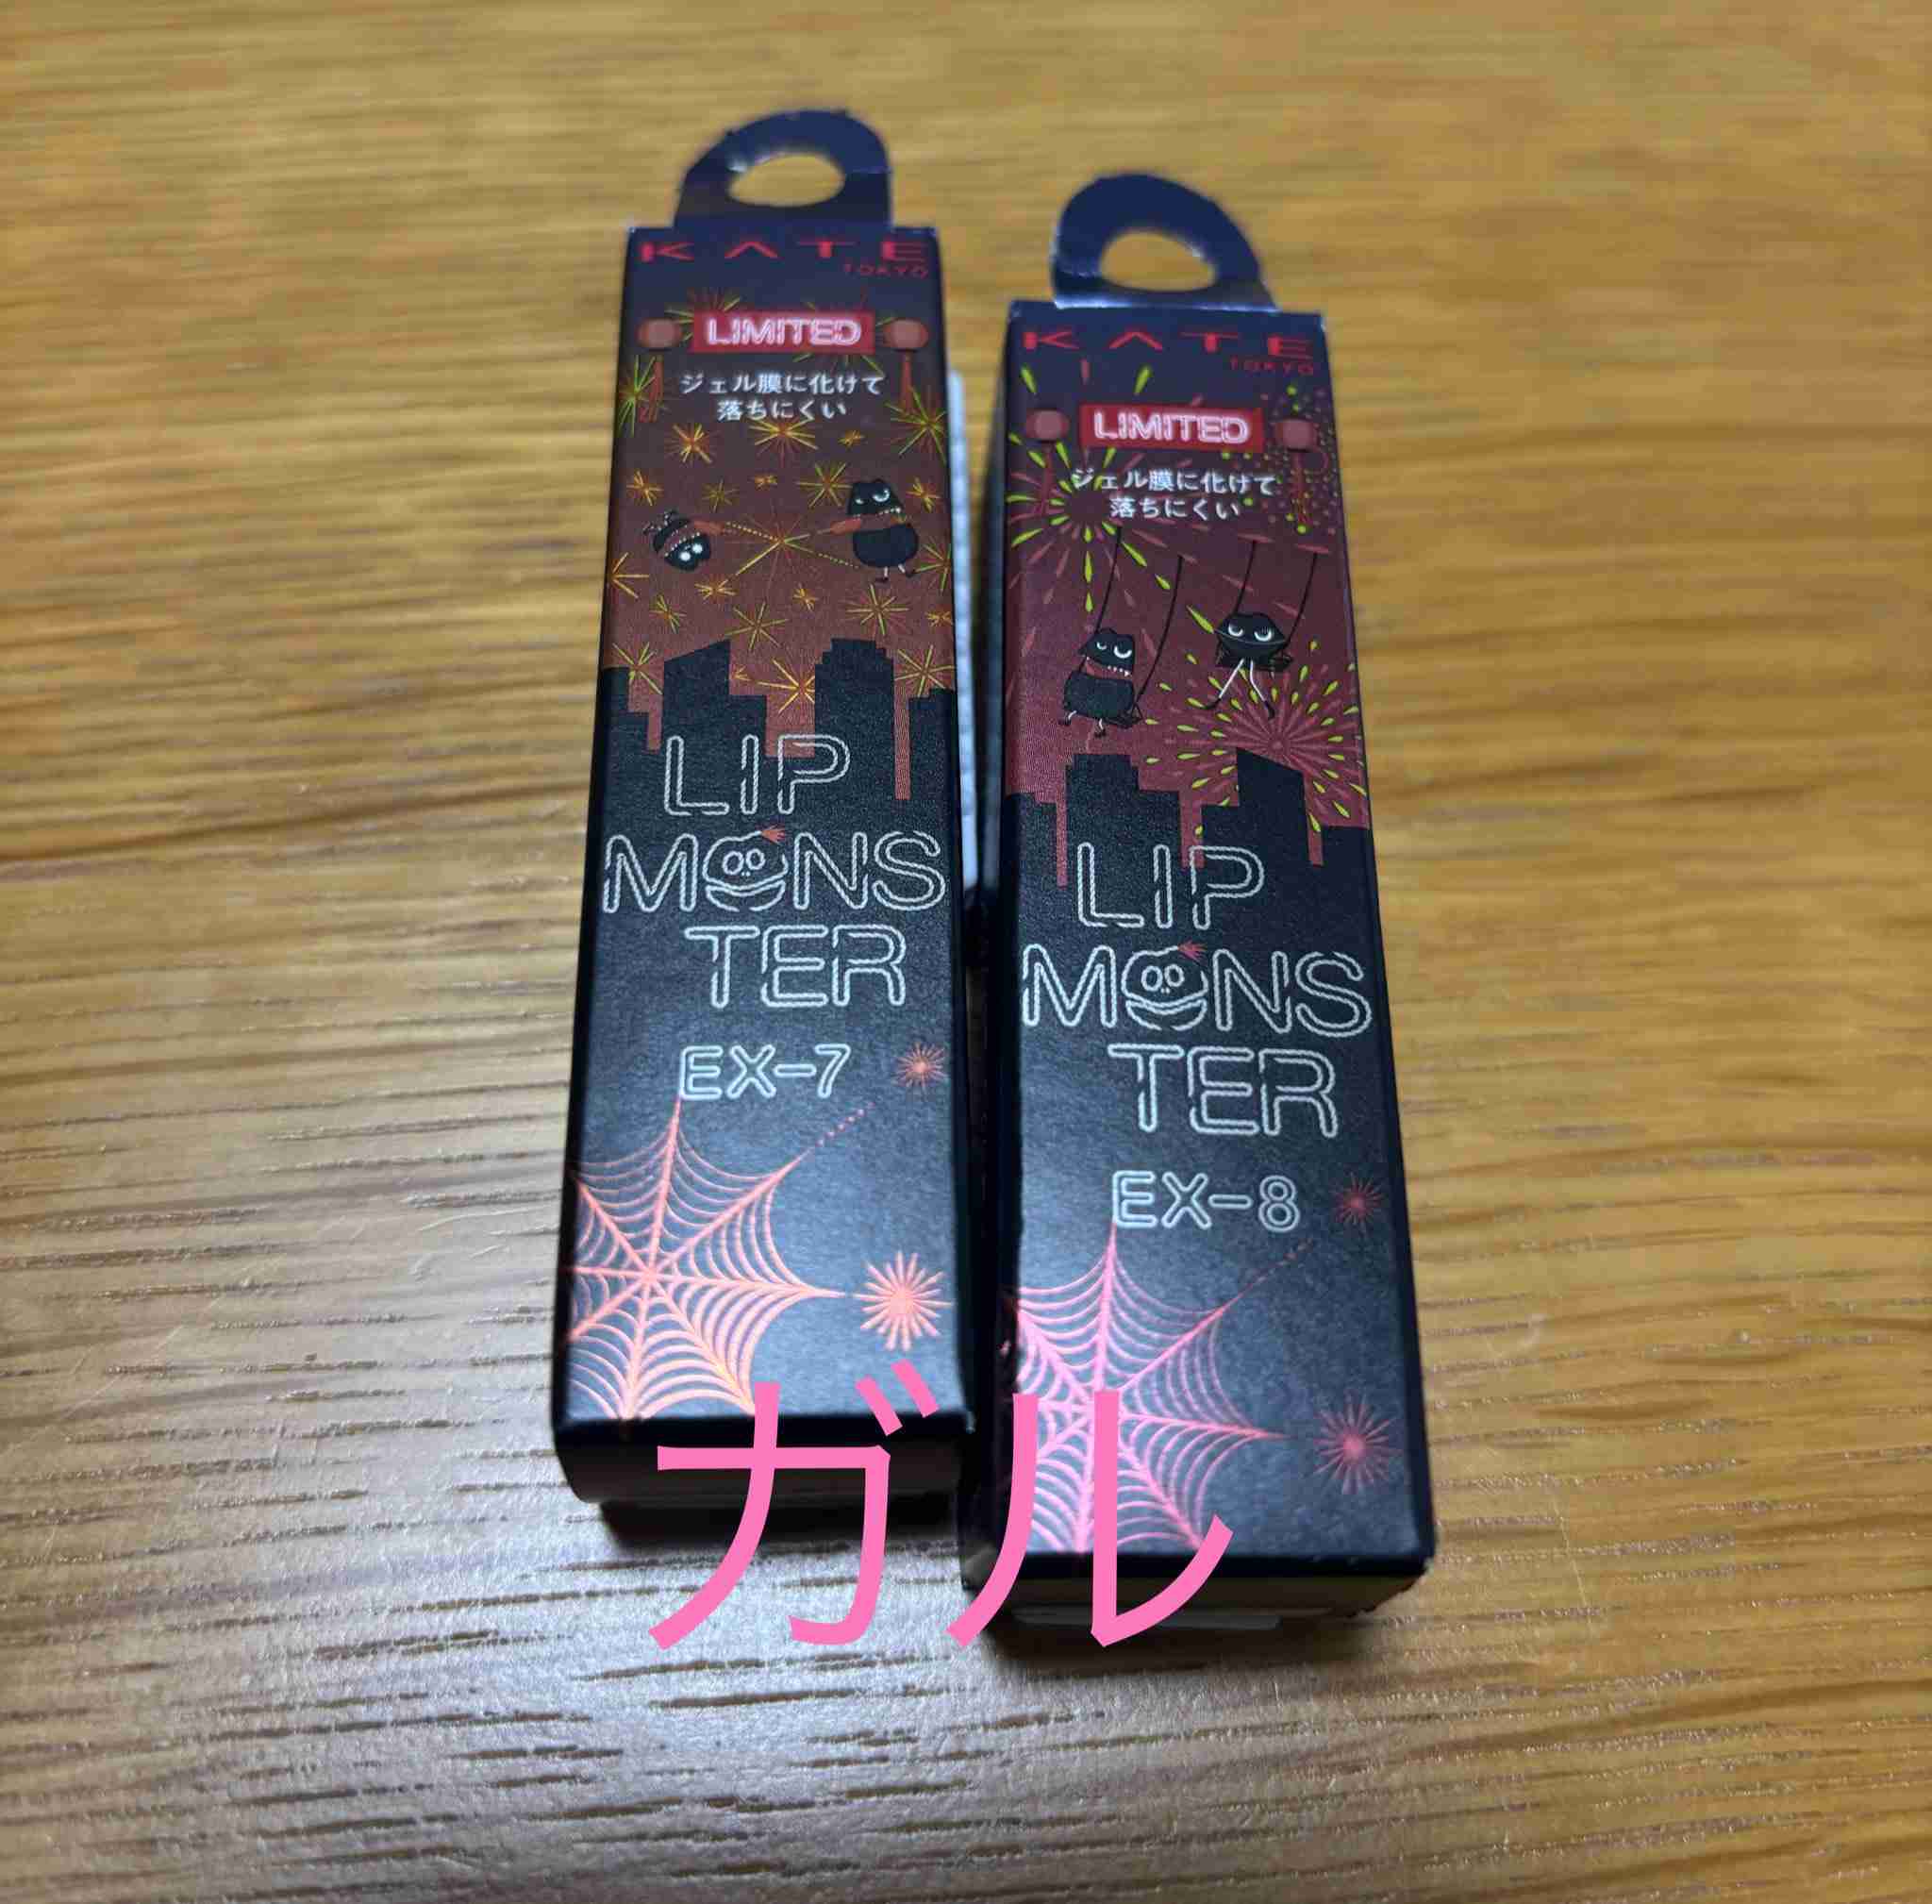 KATE
TOKYO
LIMITED
ジェル膜に化けて
落ちにくい
LIP
MONS
TER
EX-7
KATE
TOKYO
LIMITED
ジェル膜に化けて
落ちにくい
LIP
MONS
TER
EX-8
ガル